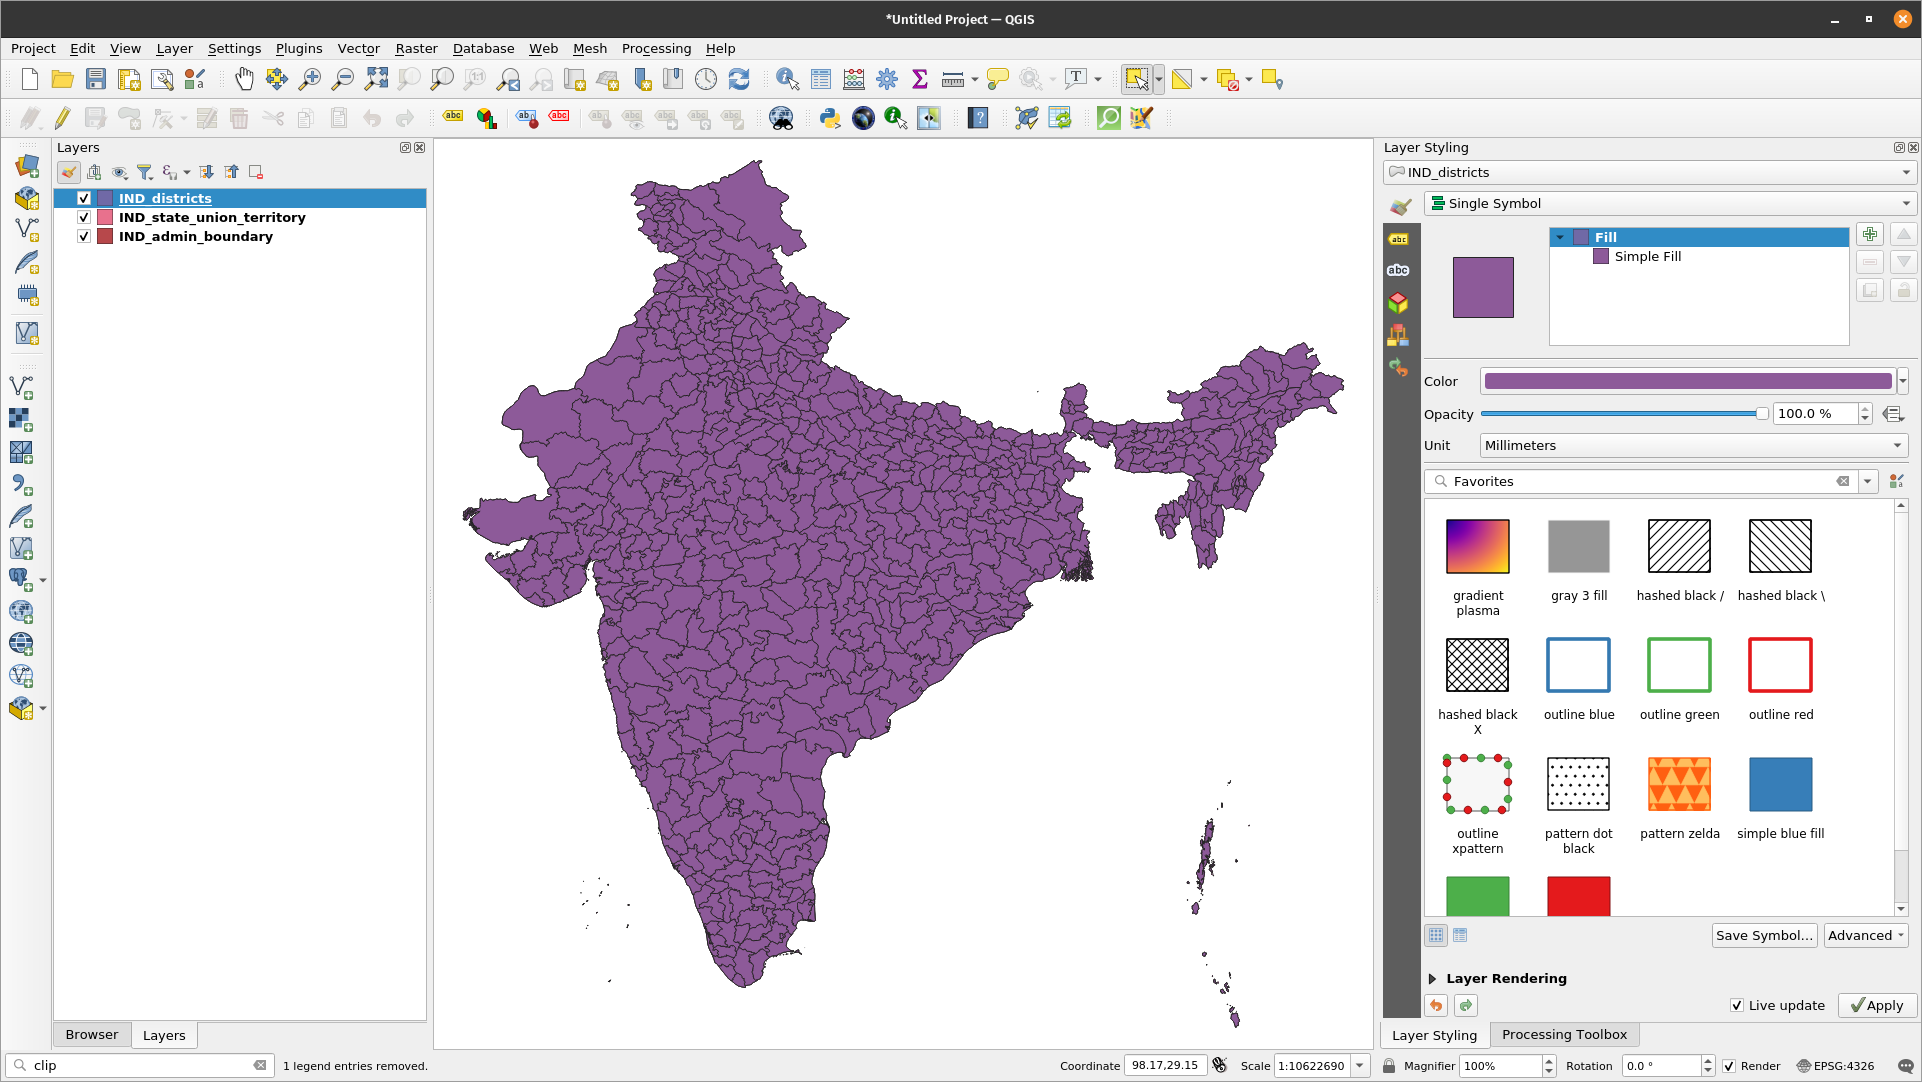 *Untitled Project — QGIS
Project Edit View Layer Settings Plugins Vector Raster Database Web Mesh Processing Help
Layers
IND_districts
IND_state_union_territory
IND_admin_boundary
Browser
Layers
Layer Styling
IND_districts
Single Symbol
Fill
Simple Fill
Color
Opacity
100.0 %
Unit
Millimeters
Favorites
gradient plasma
gray 3 fill
hashed black /
hashed black \
hashed black X
outline blue
outline green
outline red
outline xpattern
pattern dot black
pattern zelda
simple blue fill
Save Symbol...
Advanced
Layer Rendering
Live update
Apply
Layer Styling
Processing Toolbox
clip
1 legend entries removed.
Coordinate 98.17,29.15
Scale 1:10622690
Magnifier 100%
Rotation 0.0 °
Render
EPSG:4326